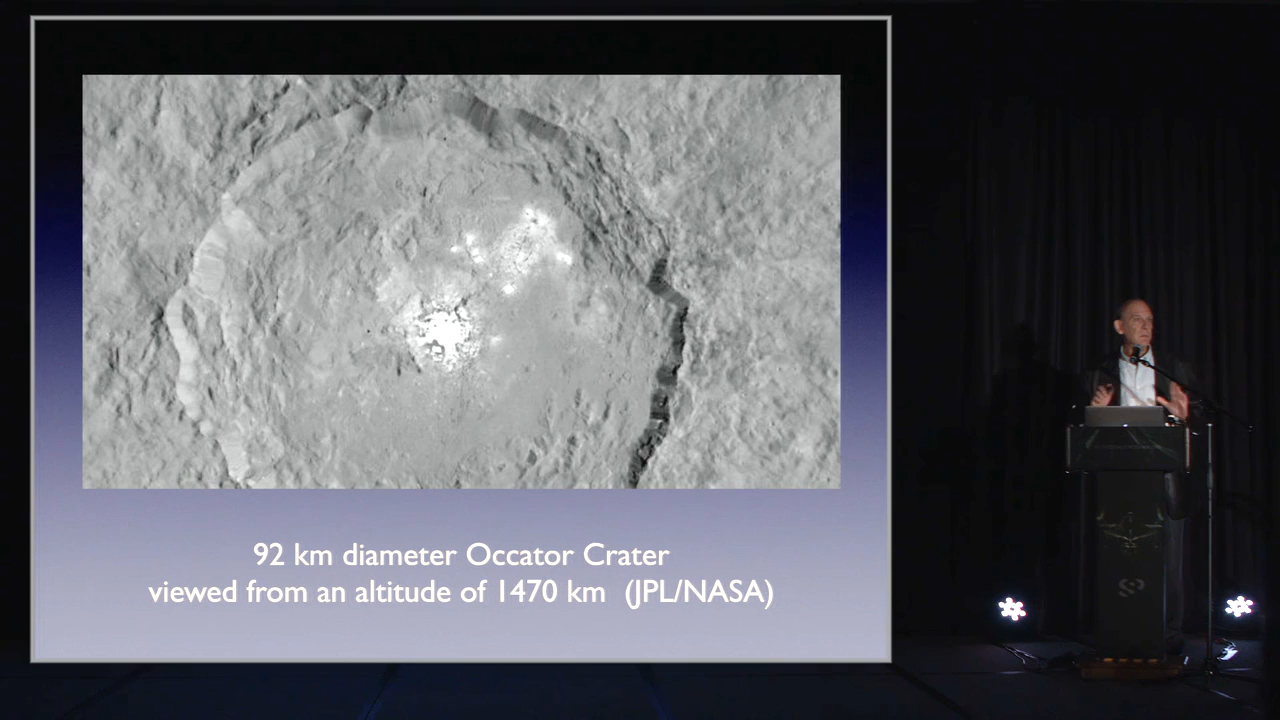 92 km diameter Occator Crater
viewed from an altitude of 1470 km (JPL/NASA)